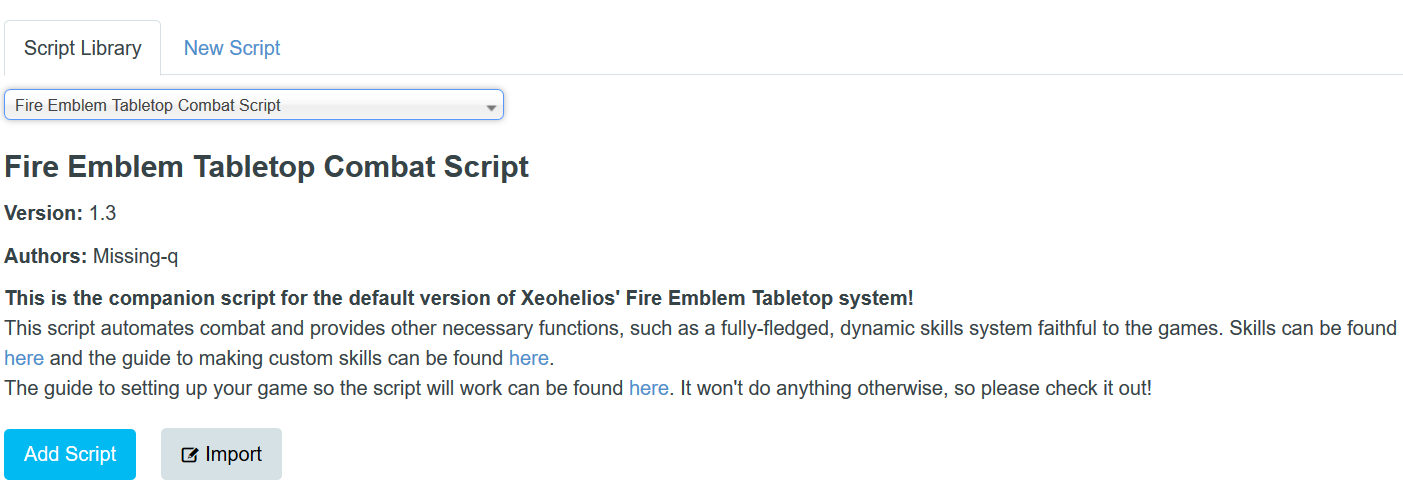 Script Library New Script
Fire Emblem Tabletop Combat Script
Fire Emblem Tabletop Combat Script
Version: 1.3
Authors: Missing-q
This is the companion script for the default version of Xeohelios' Fire Emblem Tabletop system!
This script automates combat and provides other necessary functions, such as a fully-fledged, dynamic skills system faithful to the games. Skills can be found
here and the guide to making custom skills can be found here.
The guide to setting up your game so the script will work can be found here. It won't do anything otherwise, so please check it out!
Add Script Import